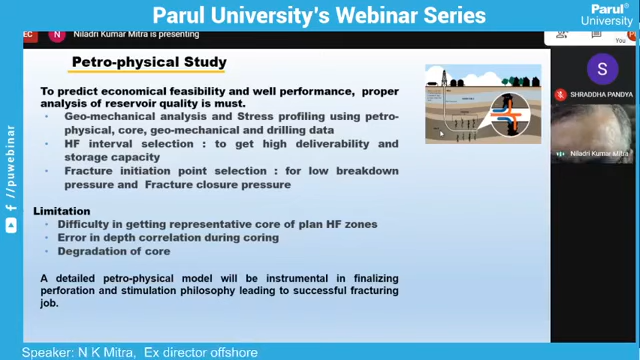 Parul University's Webinar Series
Parul
University
EC
N
Niladri Kumar Mitra is presenting
You
Petro-physical Study
To predict economical feasibility and well performance, proper
analysis of reservoir quality is must.
• Geo-mechanical analysis and Stress profiling using petro-
physical, core, geo-mechanical and drilling data
• HF interval selection : to get high deliverability and
storage capacity
• Fracture initiation point selection : for low breakdown
pressure and Fracture closure pressure
S
SHRADDHA PANDYA
Niladri Kumar Mitra
Limitation
• Difficulty in getting representative core of plan HF zones
• Error in depth correlation during coring
• Degradation of core
A detailed petro-physical model will be instrumental in finalizing
perforation and stimulation philosophy leading to successful fracturing
job.
//puwebinar
Speaker: N K Mitra, Ex director offshore